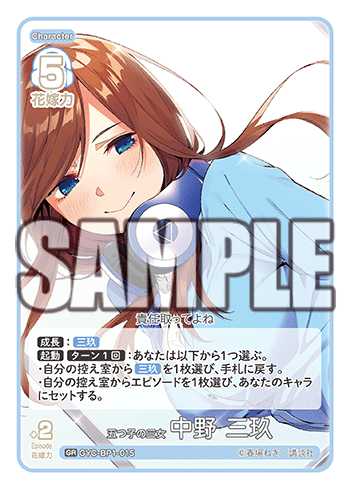 Character
5
花嫁力
SAMPLE
責任取ってよね
成長 : 三玖
起動 ターン1回 : あなたは以下から1つ選ぶ。
・自分の控え室から 三玖 を1枚選び、手札に戻す。
・自分の控え室からエピソードを1枚選び、あなたのキャラ
にセットする。
+2
Episode
花嫁力
五つ子の三女 中野 三玖
GR GYC-BP1-015
©春場ねぎ／講談社